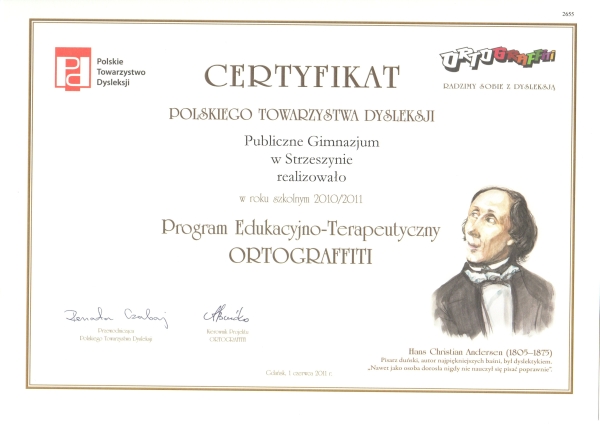 2655
Polskie
Towarzystwo
Dysleksji
ORTOGRAFFITI
RADZIMY SOBIE Z DYSLEKSJĄ
CERTYFIKAT
POLSKIEGO TOWARZYSTWA DYSLEKSJI
Publiczne Gimnazjum
w Strzeszynie
realizowało
w roku szkolnym 2010/2011
Program Edukacyjno-Terapeutyczny
ORTOGRAFFITI
Przewodnicząca
Polskiego Towarzystwa Dysleksji
Kierownik Projektu
ORTOGRAFFITI
Gdańsk, 1 czerwca 2011 r.
Hans Christian Andersen (1805-1875)
Pisarz duński, autor najpiękniejszych baśni, był dyslektykiem.
„Nawet jako osoba dorosła nigdy nie nauczył się pisać poprawnie”.